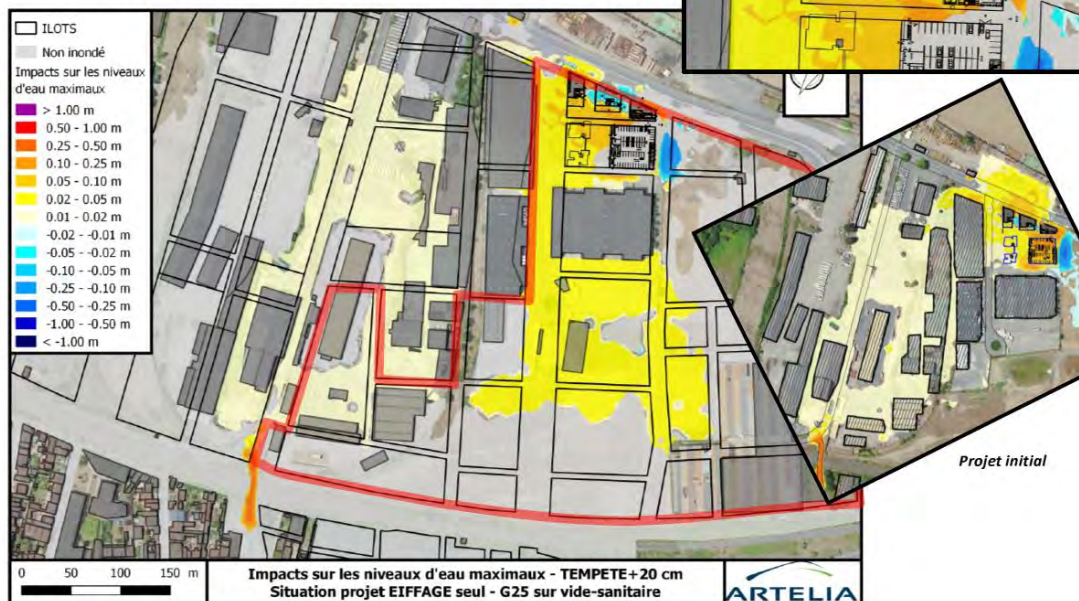 ILOTS
Non inondé
Impacts sur les niveaux
d'eau maximaux
> 1.00 m
0.50 - 1.00 m
0.25 - 0.50 m
0.10 - 0.25 m
0.05 - 0.10 m
0.02 - 0.05 m
0.01 - 0.02 m
-0.02 - -0.01 m
-0.05 - -0.02 m
-0.10 - -0.05 m
-0.25 - -0.10 m
-0.50 - -0.25 m
-1.00 - -0.50 m
< -1.00 m
Projet initial
0 50 100 150 m
Impacts sur les niveaux d'eau maximaux - TEMPETE+20 cm
Situation projet EIFFAGE seul - G25 sur vide-sanitaire
ARTELIA